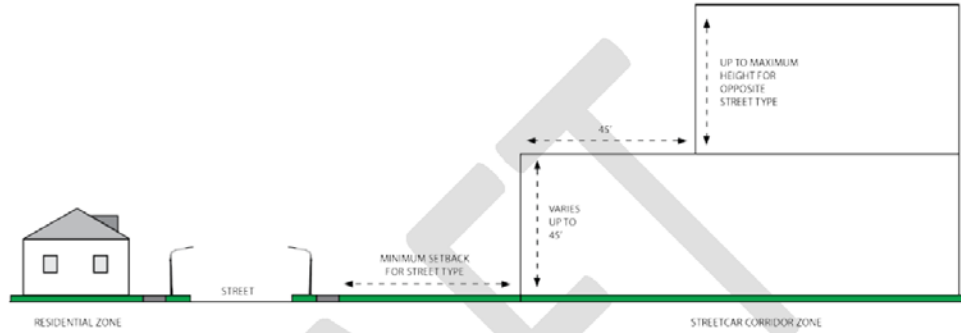 UP TO MAXIMUM
HEIGHT FOR
OPPOSITE
STREET TYPE
45'
VARIES
UP TO
45'
MINIMUM SETBACK
FOR STREET TYPE
STREET
RESIDENTIAL ZONE
STREETCAR CORRIDOR ZONE